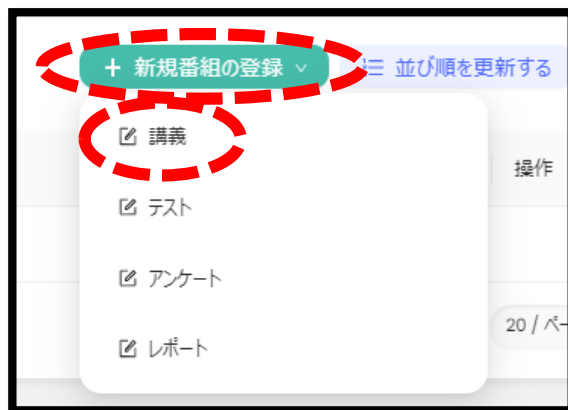 + 新規番組の登録
並び順を更新する
講義
操作
テスト
アンケート
20 / ペー
レポート